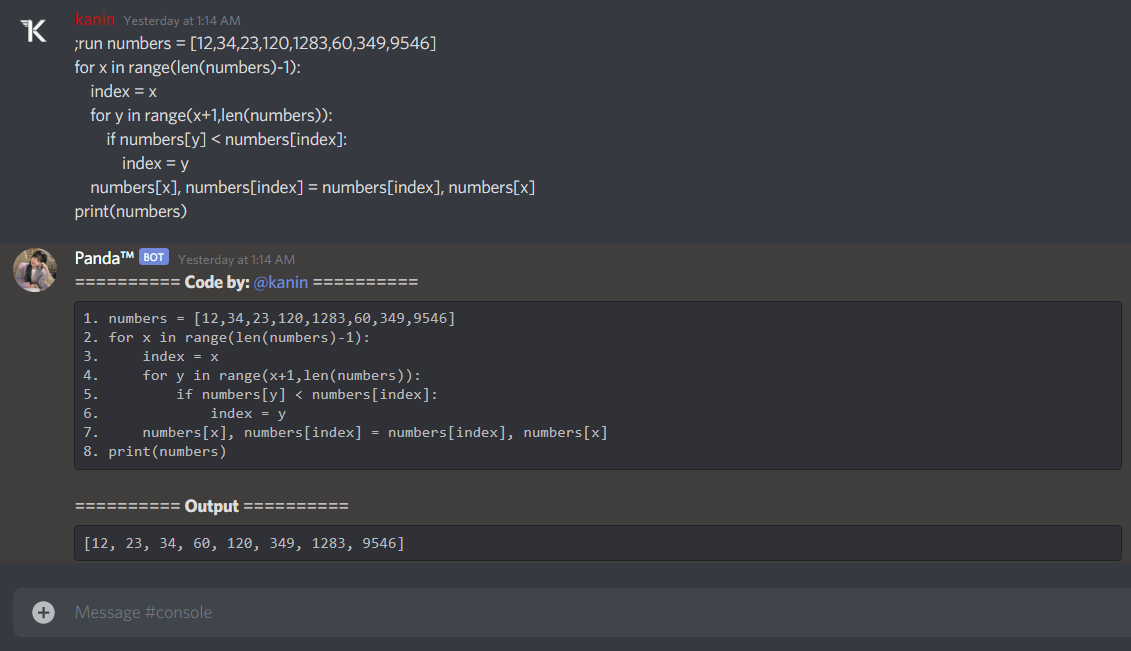 K
kanin Yesterday at 1:14 AM
;run numbers = [12,34,23,120,1283,60,349,9546]
for x in range(len(numbers)-1):
    index = x
    for y in range(x+1,len(numbers)):
        if numbers[y] < numbers[index]:
            index = y
    numbers[x], numbers[index] = numbers[index], numbers[x]
print(numbers)
Panda™ BOT Yesterday at 1:14 AM
========== Code by: @kanin ==========
1. numbers = [12,34,23,120,1283,60,349,9546]
2. for x in range(len(numbers)-1):
3.     index = x
4.     for y in range(x+1,len(numbers)):
5.         if numbers[y] < numbers[index]:
6.             index = y
7.     numbers[x], numbers[index] = numbers[index], numbers[x]
8. print(numbers)
========== Output ==========
[12, 23, 34, 60, 120, 349, 1283, 9546]
Message #console